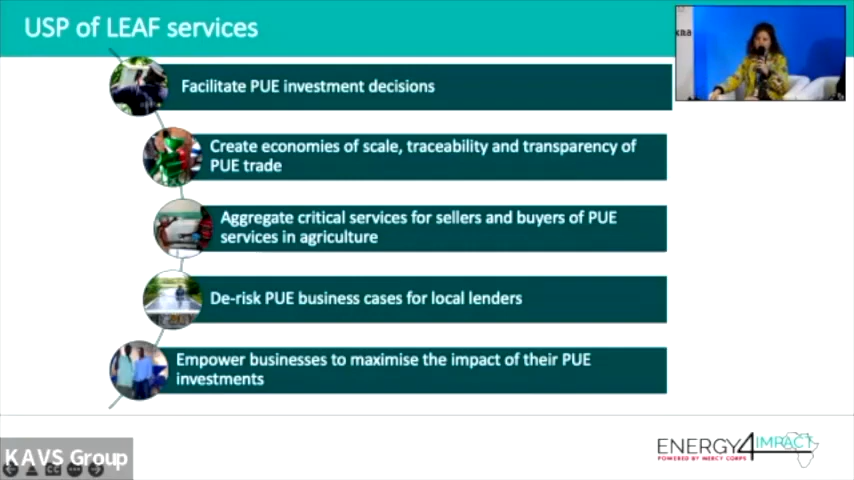 USP of LEAF services
Facilitate PUE investment decisions
Create economies of scale, traceability and transparency of
PUE trade
Aggregate critical services for sellers and buyers of PUE
services in agriculture
De-risk PUE business cases for local lenders
Empower businesses to maximise the impact of their PUE
investments
ENERGY4IMPACT
POWERED BY MERCY CORPS
KAVS Group